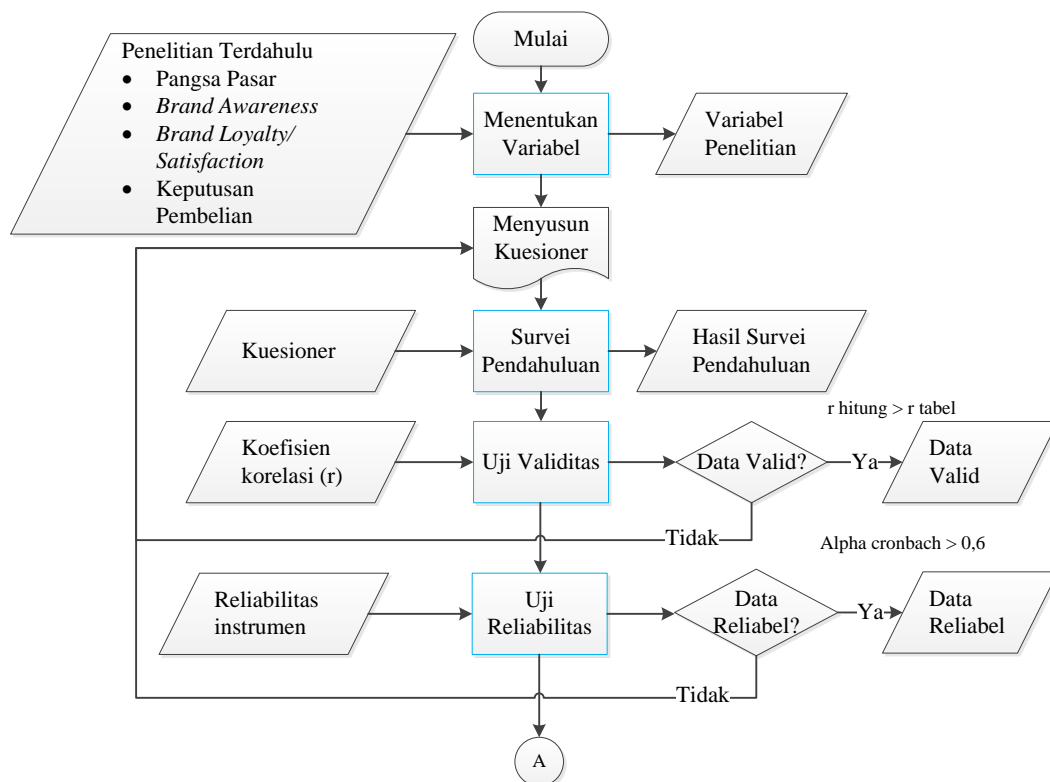 Mulai
Penelitian Terdahulu
• Pangsa Pasar
• Brand Awareness
• Brand Loyalty/
Satisfaction
• Keputusan
Pembelian
Menentukan
Variabel
Variabel
Penelitian
Menyusun
Kuesioner
Kuesioner
Survei
Pendahuluan
Hasil Survei
Pendahuluan
r hitung > r tabel
Koefisien
korelasi (r)
Uji Validitas
Data Valid?
Ya
Data
Valid
Tidak
Alpha cronbach > 0,6
Reliabilitas
instrumen
Uji
Reliabilitas
Data
Reliabel?
Ya
Data
Reliabel
Tidak
A